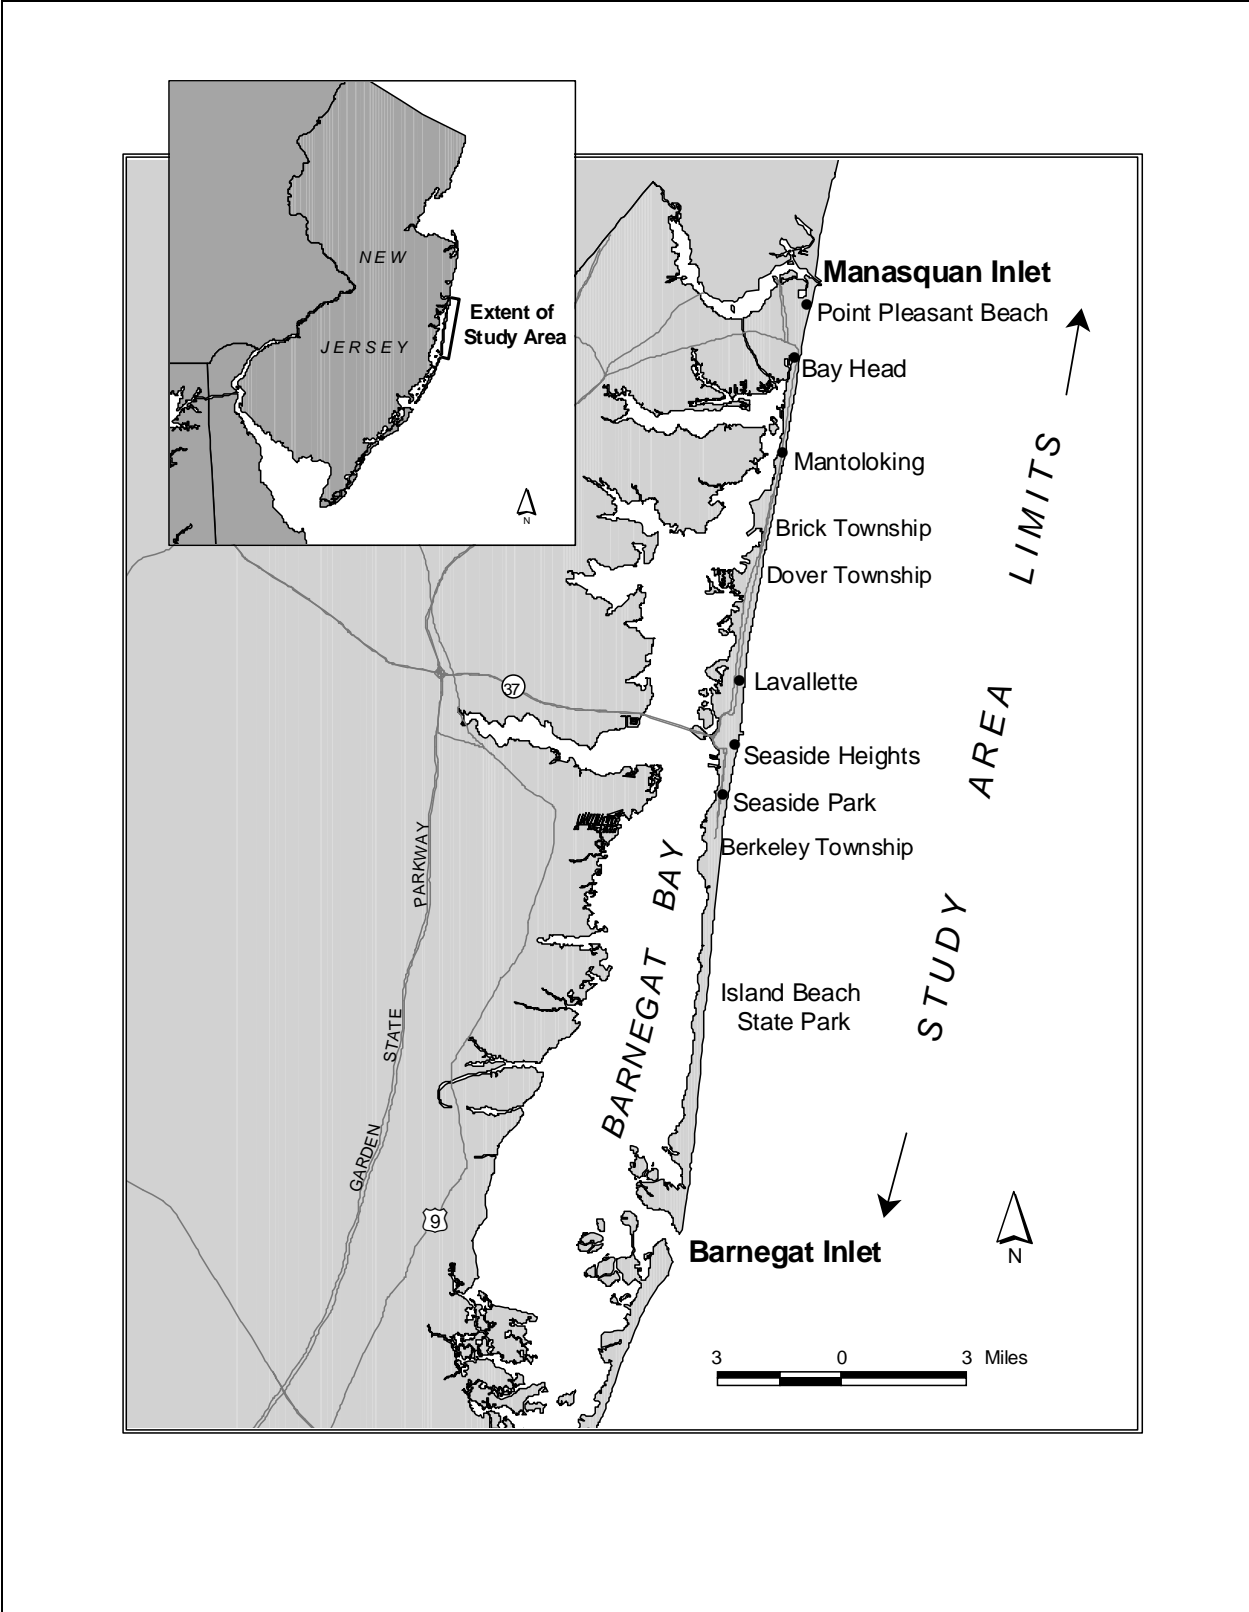 NEW
JERSEY
Extent of
Study Area
N
Manasquan Inlet
Point Pleasant Beach
Bay Head
Mantoloking
Brick Township
Dover Township
Lavallette
Seaside Heights
Seaside Park
Berkeley Township
Island Beach
State Park
Barnegat Inlet
STUDY AREA LIMITS
BARNEGAT BAY
GARDEN STATE PARKWAY
37
9
N
3 0 3 Miles